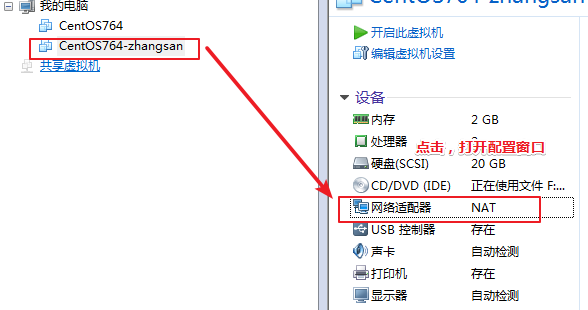 我的电脑
CentOS764
CentOS764-zhangsan
共享虚拟机
CentOS764-zhangsan
开启此虚拟机
编辑虚拟机设置
设备
内存 2 GB
处理器
点击，打开配置窗口
硬盘(SCSI) 20 GB
CD/DVD (IDE) 正在使用文件 F:...
网络适配器 NAT
USB 控制器 存在
声卡 自动检测
打印机 存在
显示器 自动检测